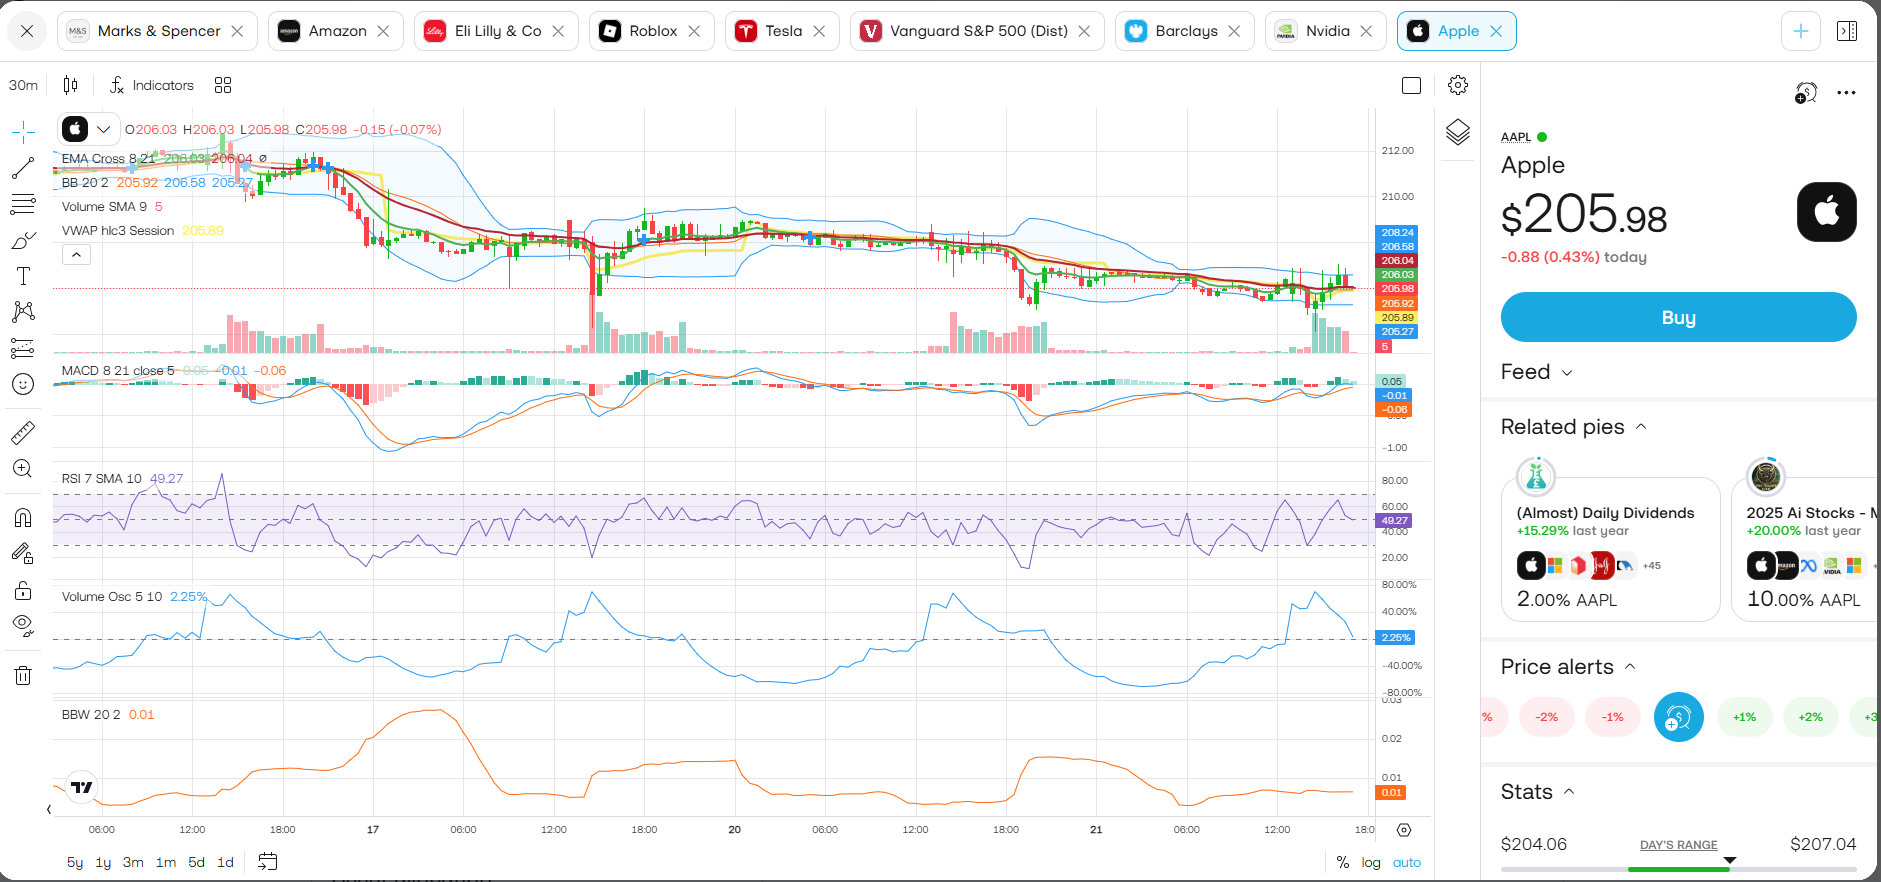 M&S Marks & Spencer
amazon Amazon
Lilly Eli Lilly & Co
Roblox
Tesla
V Vanguard S&P 500 (Dist)
Barclays
NVIDIA Nvidia
Apple
30m
Indicators
O206.03 H206.03 L205.98 C205.98 −0.15 (−0.07%)
EMA Cross 8 21 206.03 206.04 ∅
BB 20 2 205.92 206.58 205.27
Volume SMA 9 5
VWAP hlc3 Session 205.89
212.00
210.00
208.24
206.58
206.04
206.03
205.98
205.92
205.89
205.27
5
MACD 8 21 close 5 0.05 −0.01 −0.06
0.05
−0.01
−0.06
−1.00
RSI 7 SMA 10 49.27
80.00
60.00
49.27
40.00
20.00
Volume Osc 5 10 2.25%
80.00%
40.00%
2.25%
−40.00%
−80.00%
BBW 20 2 0.01
0.03
0.02
0.01
0.01
06:00 12:00 18:00 17 06:00 12:00 18:00 20 06:00 12:00 18:00 21 06:00 12:00 18:0
5y 1y 3m 1m 5d 1d
% log auto
AAPL
Apple
$205.98
-0.88 (0.43%) today
Buy
Feed
Related pies
(Almost) Daily Dividends
+15.29% last year
+45
2.00% AAPL
2025 Ai Stocks - M
+20.00% last year
amazon
NVIDIA
10.00% AAPL
Price alerts
% -2% -1% +1% +2% +3
Stats
$204.06 DAY'S RANGE $207.04